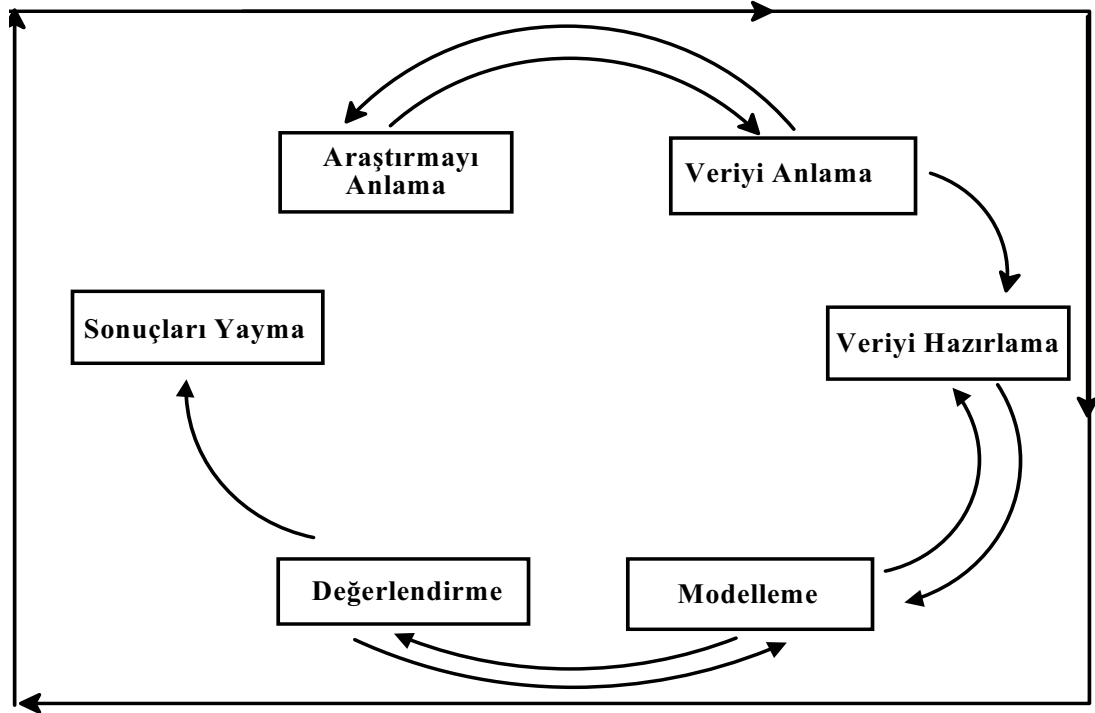 Araştırmayı
Anlama
Veriyi Anlama
Sonuçları Yayma
Veriyi Hazırlama
Değerlendirme
Modelleme